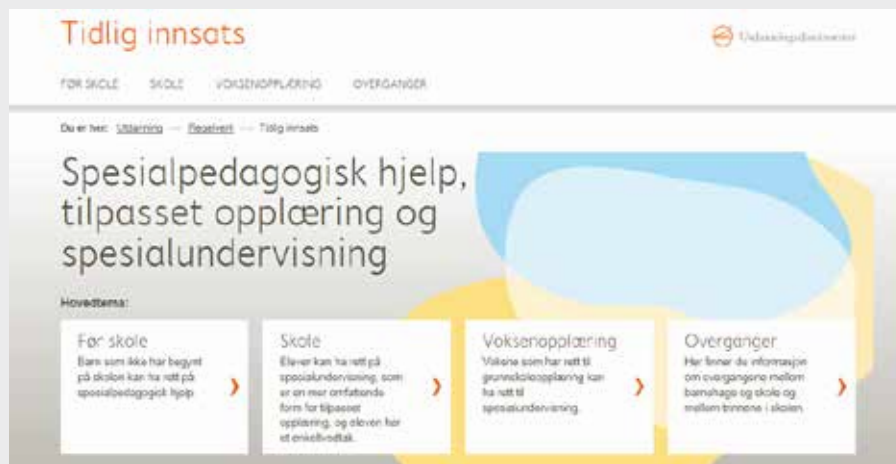 Tidlig innsats
Utdanningsdirektoratet
FØR SKOLE SKOLE VOKSENOPPLÆRING OVERGANGER
Du er her: Utdanning — Regelverk — Tidlig innsats
Spesialpedagogisk hjelp,
tilpasset opplæring og
spesialundervisning
Hovedtema:
Før skole
Barn som ikke har begynt
på skolen kan ha rett på
spesialpedagogisk hjelp
Skole
Elever kan ha rett på
spesialundervisning, som
er en mer omfattende
form for tilpasset
opplæring, og eleven har
et enkeltvedtak.
Voksenopplæring
Voksne som har rett til
grunnskoleopplæring kan
ha rett til
spesialundervisning.
Overganger
Her finner du informasjon
om overgangene mellom
barnehage og skole og
mellom trinnene i skolen.